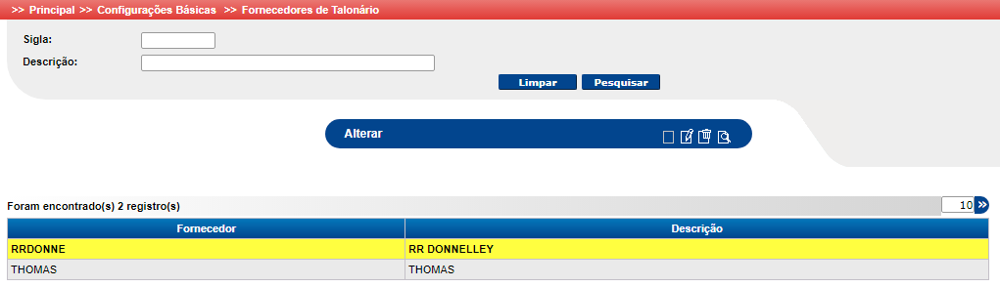 >> Principal >> Configurações Básicas >> Fornecedores de Talonário
Sigla:
Descrição:
Limpar Pesquisar
Alterar
Foram encontrado(s) 2 registro(s) 10
Fornecedor Descrição
RRDONNE RR DONNELLEY
THOMAS THOMAS